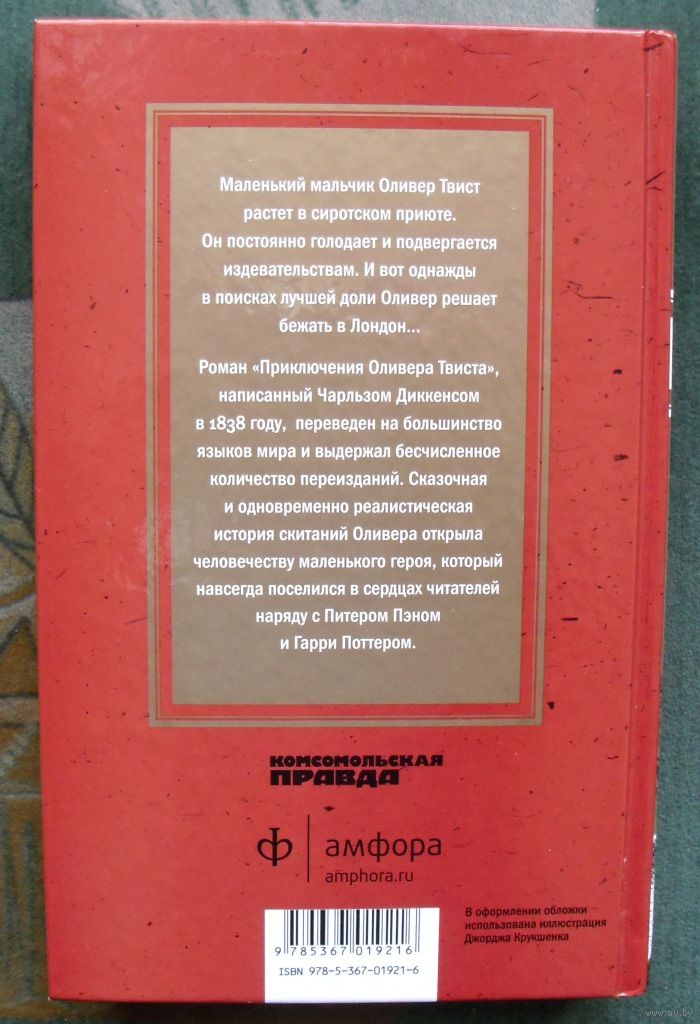 Маленький мальчик Оливер Твист
растет в сиротском приюте.
Он постоянно голодает и подвергается
издевательствам. И вот однажды
в поисках лучшей доли Оливер решает
бежать в Лондон...
Роман «Приключения Оливера Твиста»,
написанный Чарльзом Диккенсом
в 1838 году, переведен на большинство
языков мира и выдержал бесчисленное
количество переизданий. Сказочная
и одновременно реалистическая
история скитаний Оливера открыла
человечеству маленького героя, который
навсегда поселился в сердцах читателей
наряду с Питером Пэном
и Гарри Поттером.
КОМСОМОЛЬСКАЯ
ПРАВДА
амфора
amphora.ru
В оформлении обложки
использована иллюстрация
Джорджа Крукшенка
9 785367 019216
ISBN 978-5-367-01921-6
www.ay.by